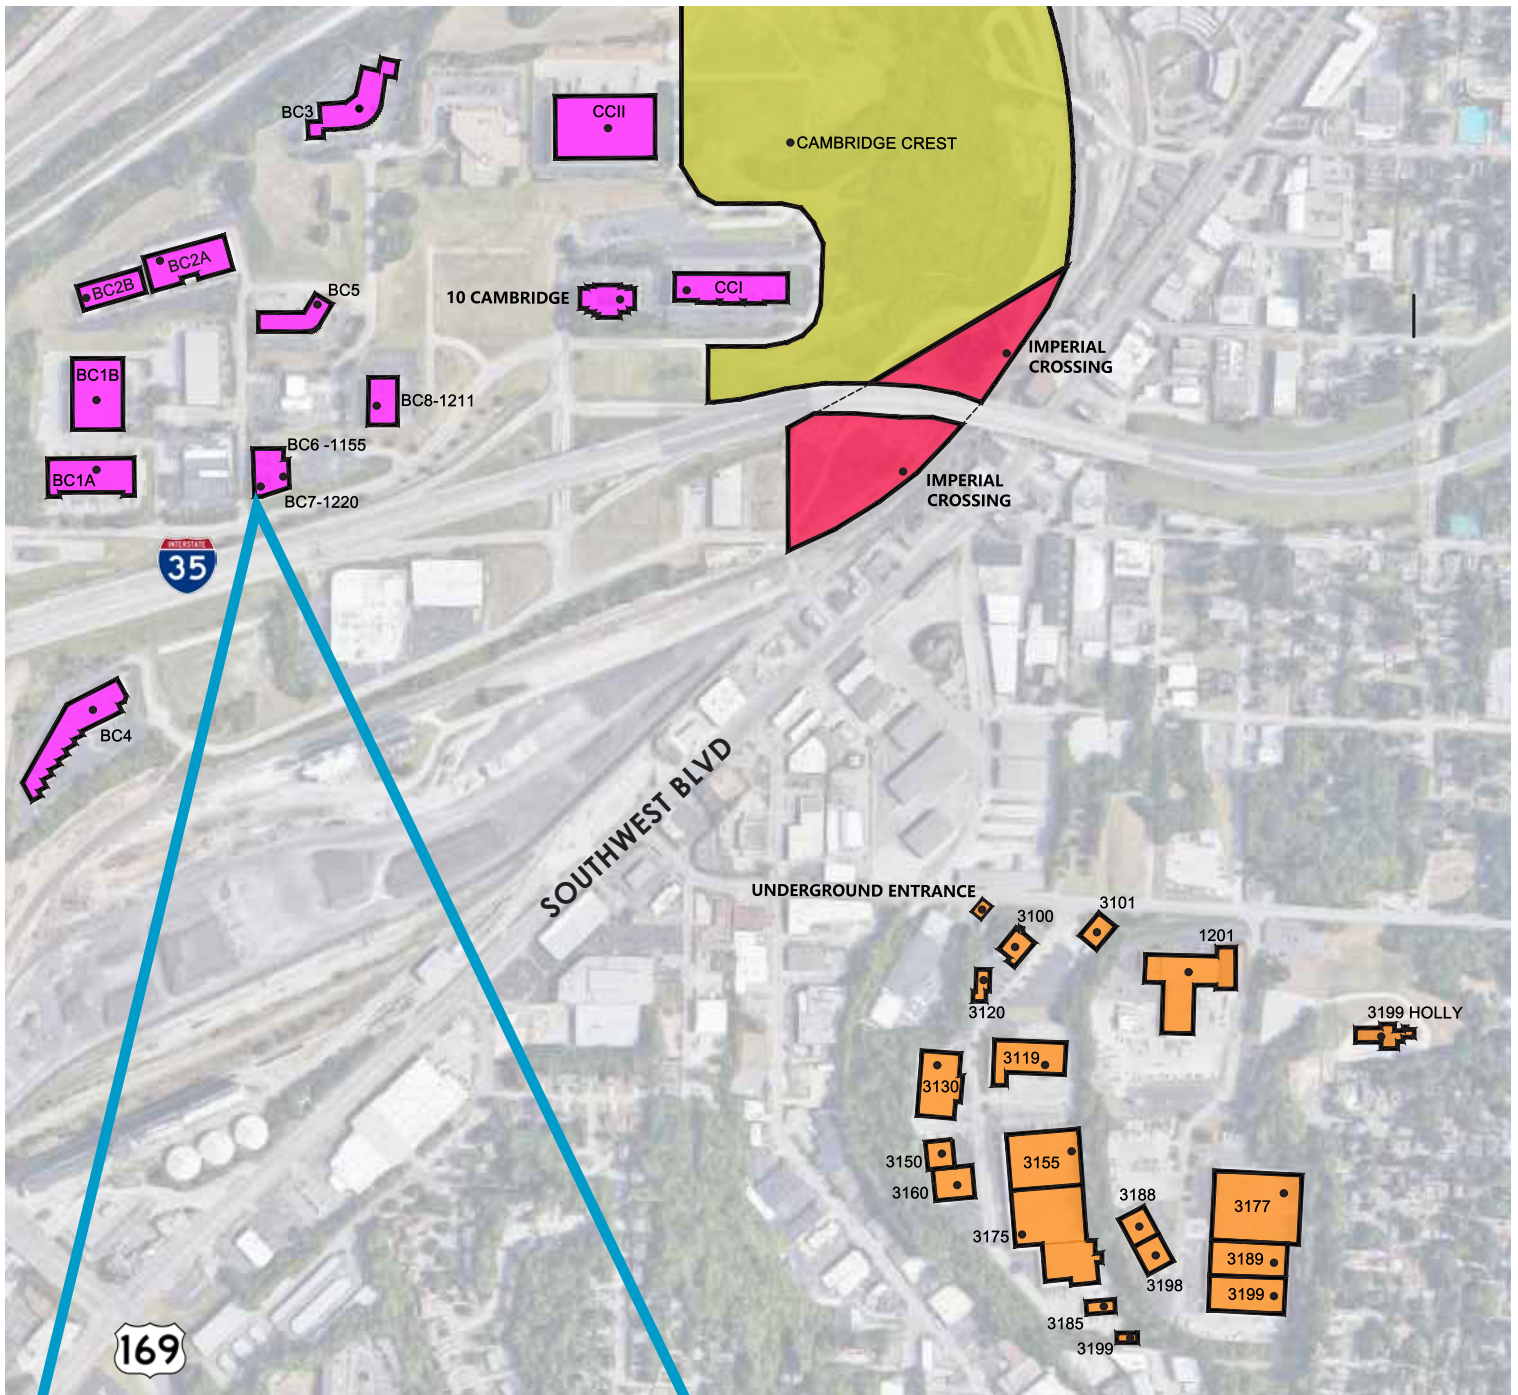 BC3
CCII
CAMBRIDGE CREST
BC2A
BC2B
BC5
10 CAMBRIDGE
CCI
IMPERIAL
CROSSING
BC1B
BC8-1211
BC6 -1155
BC1A
BC7-1220
IMPERIAL
CROSSING
INTERSTATE
35
BC4
SOUTHWEST BLVD
UNDERGROUND ENTRANCE
3101
3100
1201
3120
3199 HOLLY
3119
3130
3150
3155
3160
3188
3177
3175
3189
3198
3199
3185
3199
169